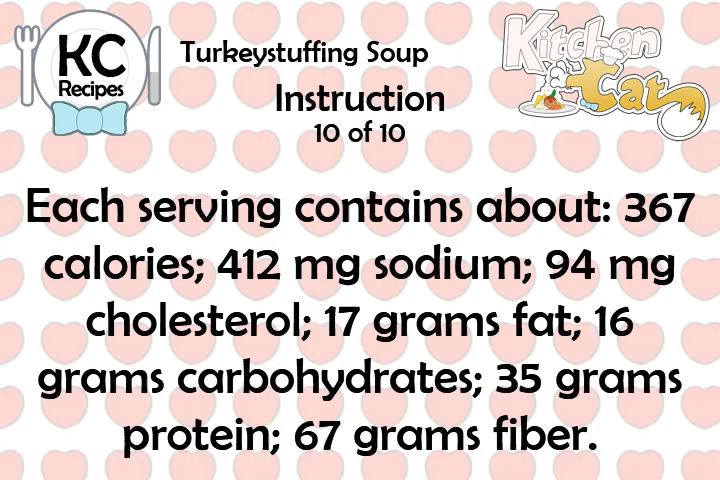 KC
Recipes
Turkeystuffing Soup
Kitchen
Cat
Instruction
10 of 10
Each serving contains about: 367
calories; 412 mg sodium; 94 mg
cholesterol; 17 grams fat; 16
grams carbohydrates; 35 grams
protein; 67 grams fiber.